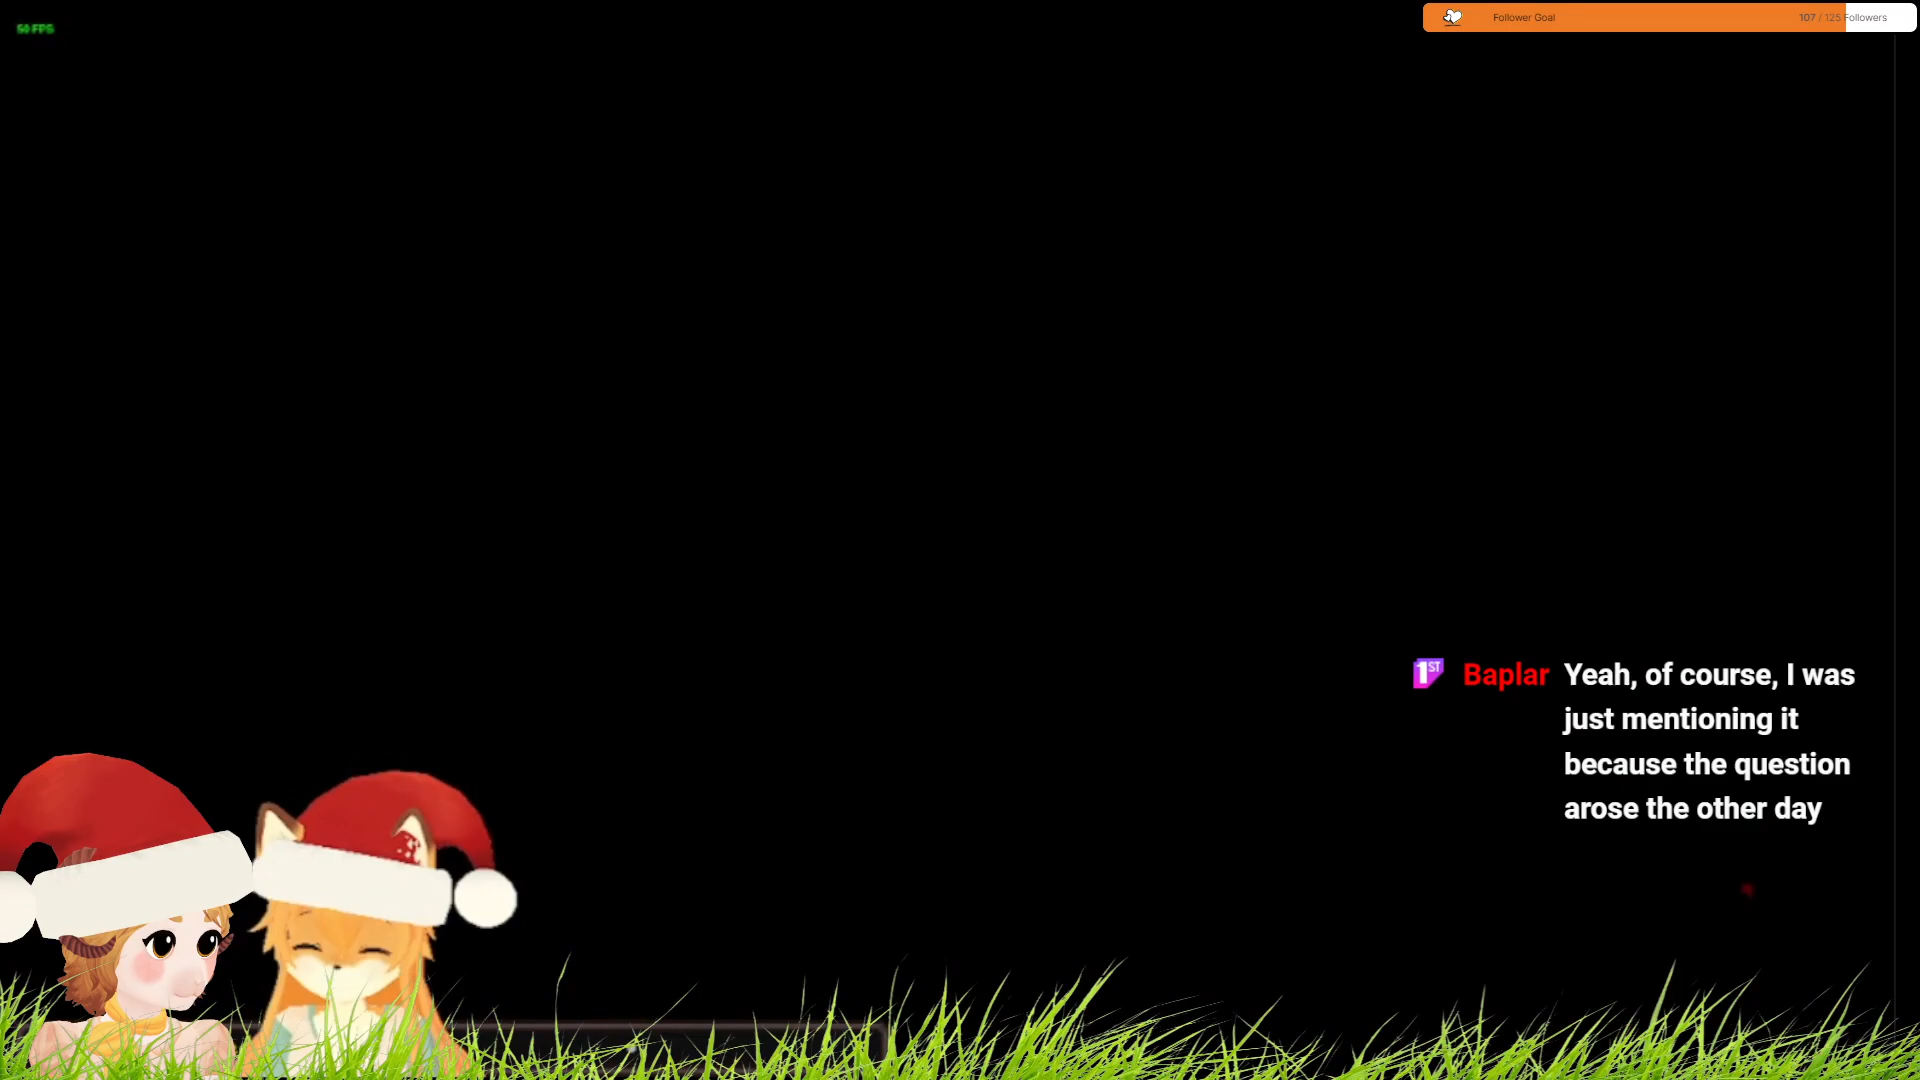 50 FPS
Follower Goal
107 / 125 Followers
1ST Baplar Yeah, of course, I was
just mentioning it
because the question
arose the other day